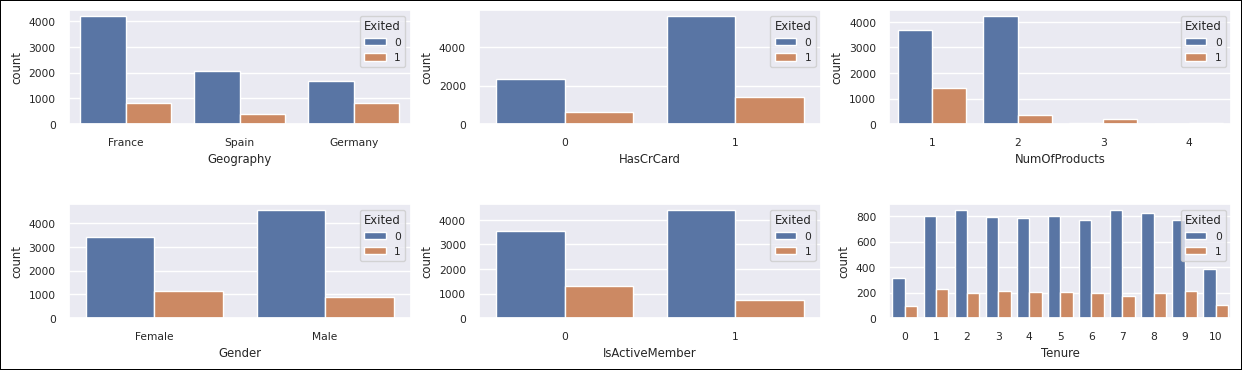 Exited
0
1
4000
3000
2000
1000
0
count
France Spain Germany
Geography
Exited
0
1
4000
2000
0
count
0 1
HasCrCard
Exited
0
1
4000
3000
2000
1000
0
count
1 2 3 4
NumOfProducts
Exited
0
1
4000
3000
2000
1000
0
count
Female Male
Gender
Exited
0
1
4000
3000
2000
1000
0
count
0 1
IsActiveMember
Exited
0
1
800
600
400
200
0
count
0 1 2 3 4 5 6 7 8 9 10
Tenure